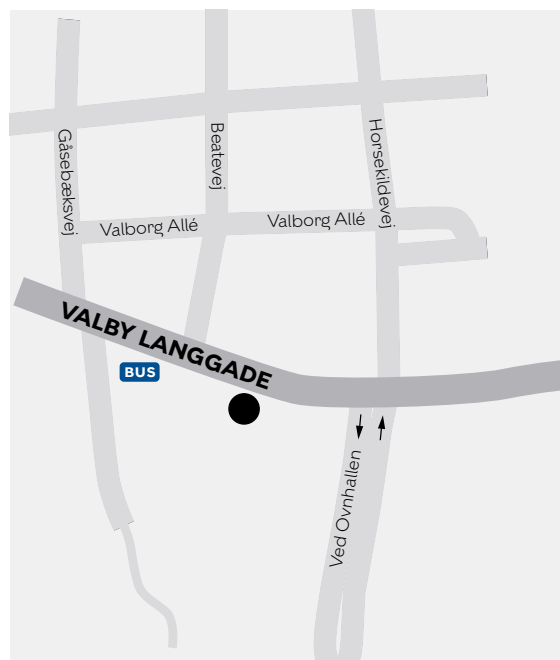 Gåsebæksvej
Beatevej
Horsekildevej
Valborg Allé
Valborg Allé
VALBY LANGGADE
BUS
Ved Ovnhallen